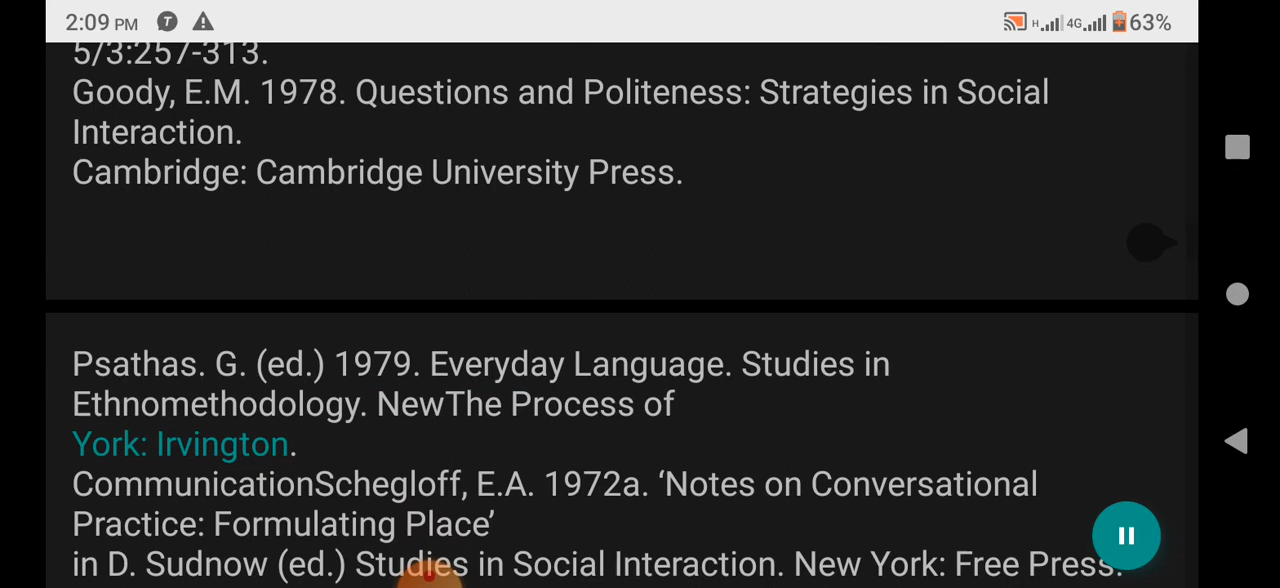 2:09 PM
H 4G 63%
5/3:257-313.
Goody, E.M. 1978. Questions and Politeness: Strategies in Social
Interaction.
Cambridge: Cambridge University Press.
Psathas. G. (ed.) 1979. Everyday Language. Studies in
Ethnomethodology. NewThe Process of
York: Irvington.
CommunicationSchegloff, E.A. 1972a. ‘Notes on Conversational
Practice: Formulating Place’
in D. Sudnow (ed.) Studies in Social Interaction. New York: Free Press.